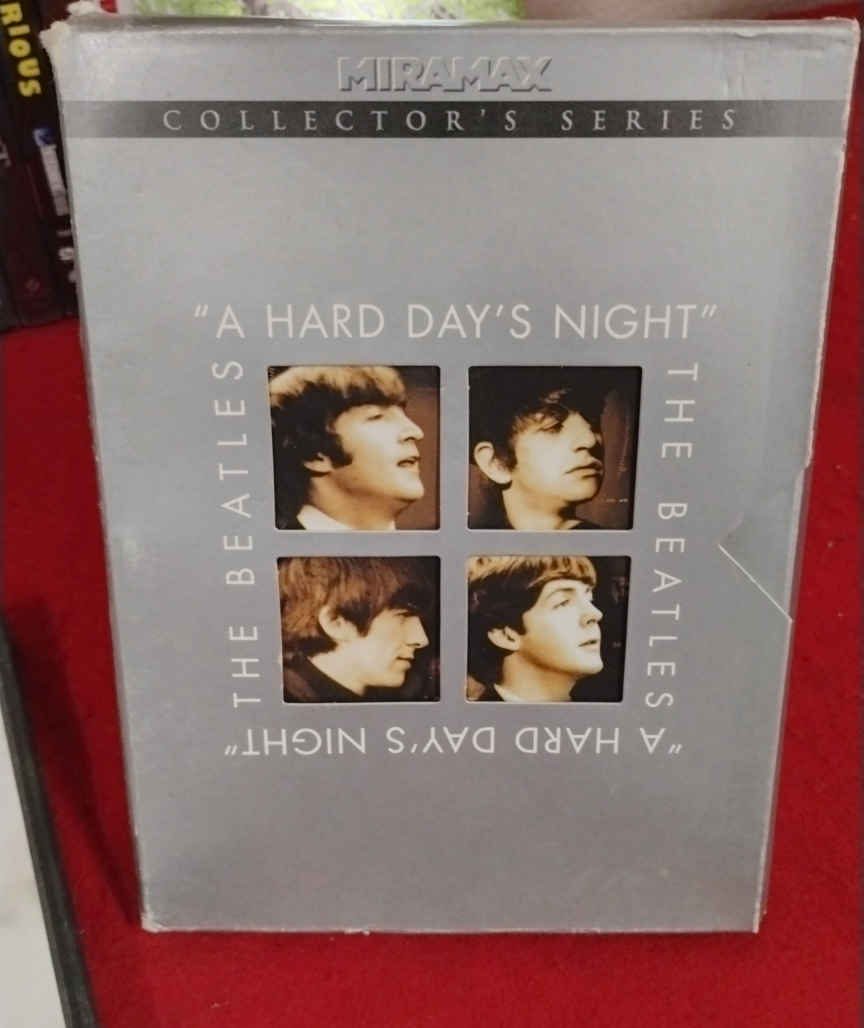 RIOUS
MIRAMAX
COLLECTOR'S SERIES
"A HARD DAY'S NIGHT"
THE BEATLES
THE BEATLES
"A HARD DAY'S NIGHT"